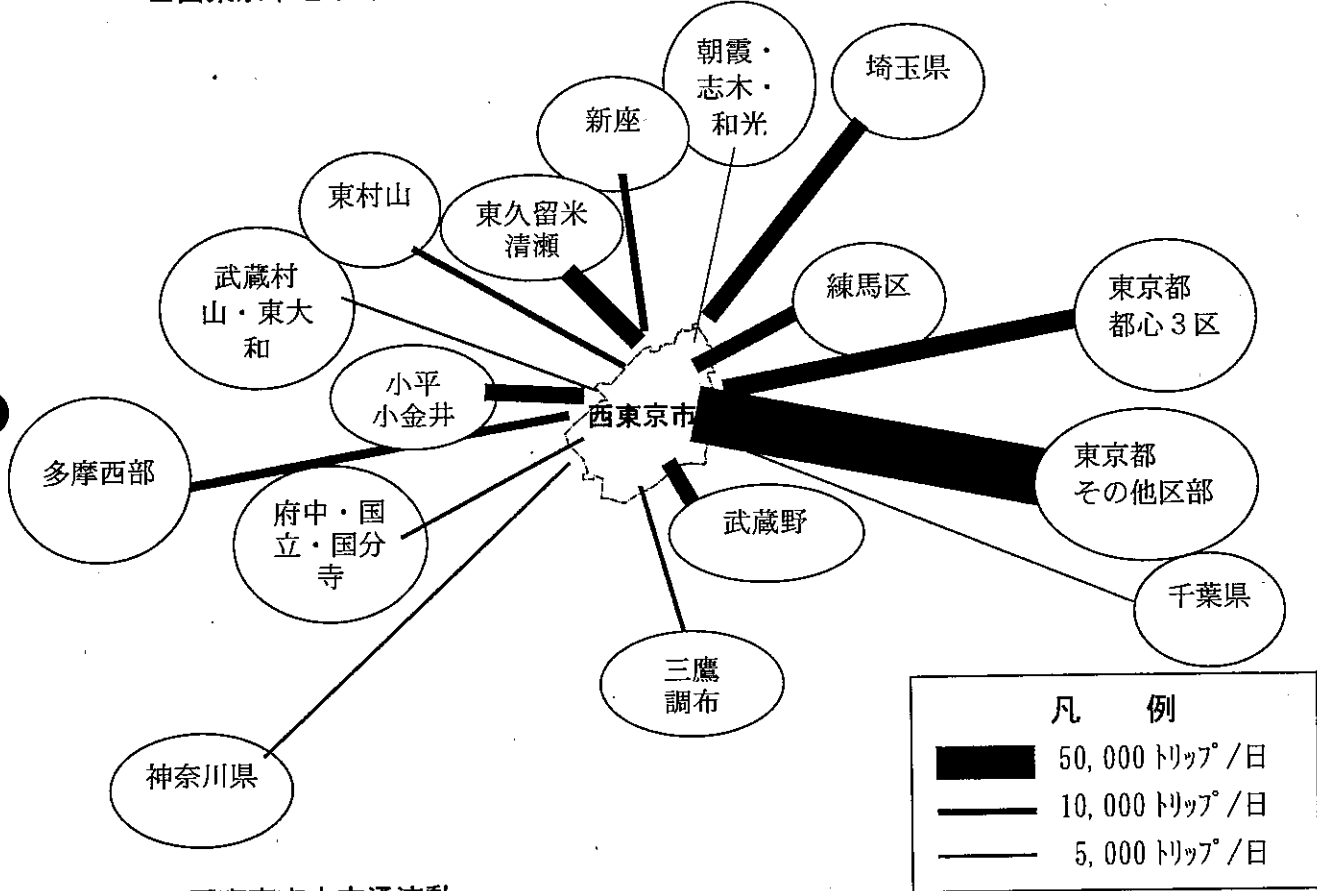 朝霞・
志木・
和光
埼玉県
新座
東村山
東久留米
清瀬
武蔵村
山・東大
和
練馬区
東京都
都心３区
小平
小金井
西東京市
多摩西部
東京都
その他区部
府中・国
立・国分
寺
武蔵野
千葉県
三鷹
調布
神奈川県
凡　例
50,000 ﾄﾘｯﾌﾟ/日
10,000 ﾄﾘｯﾌﾟ/日
5,000 ﾄﾘｯﾌﾟ/日